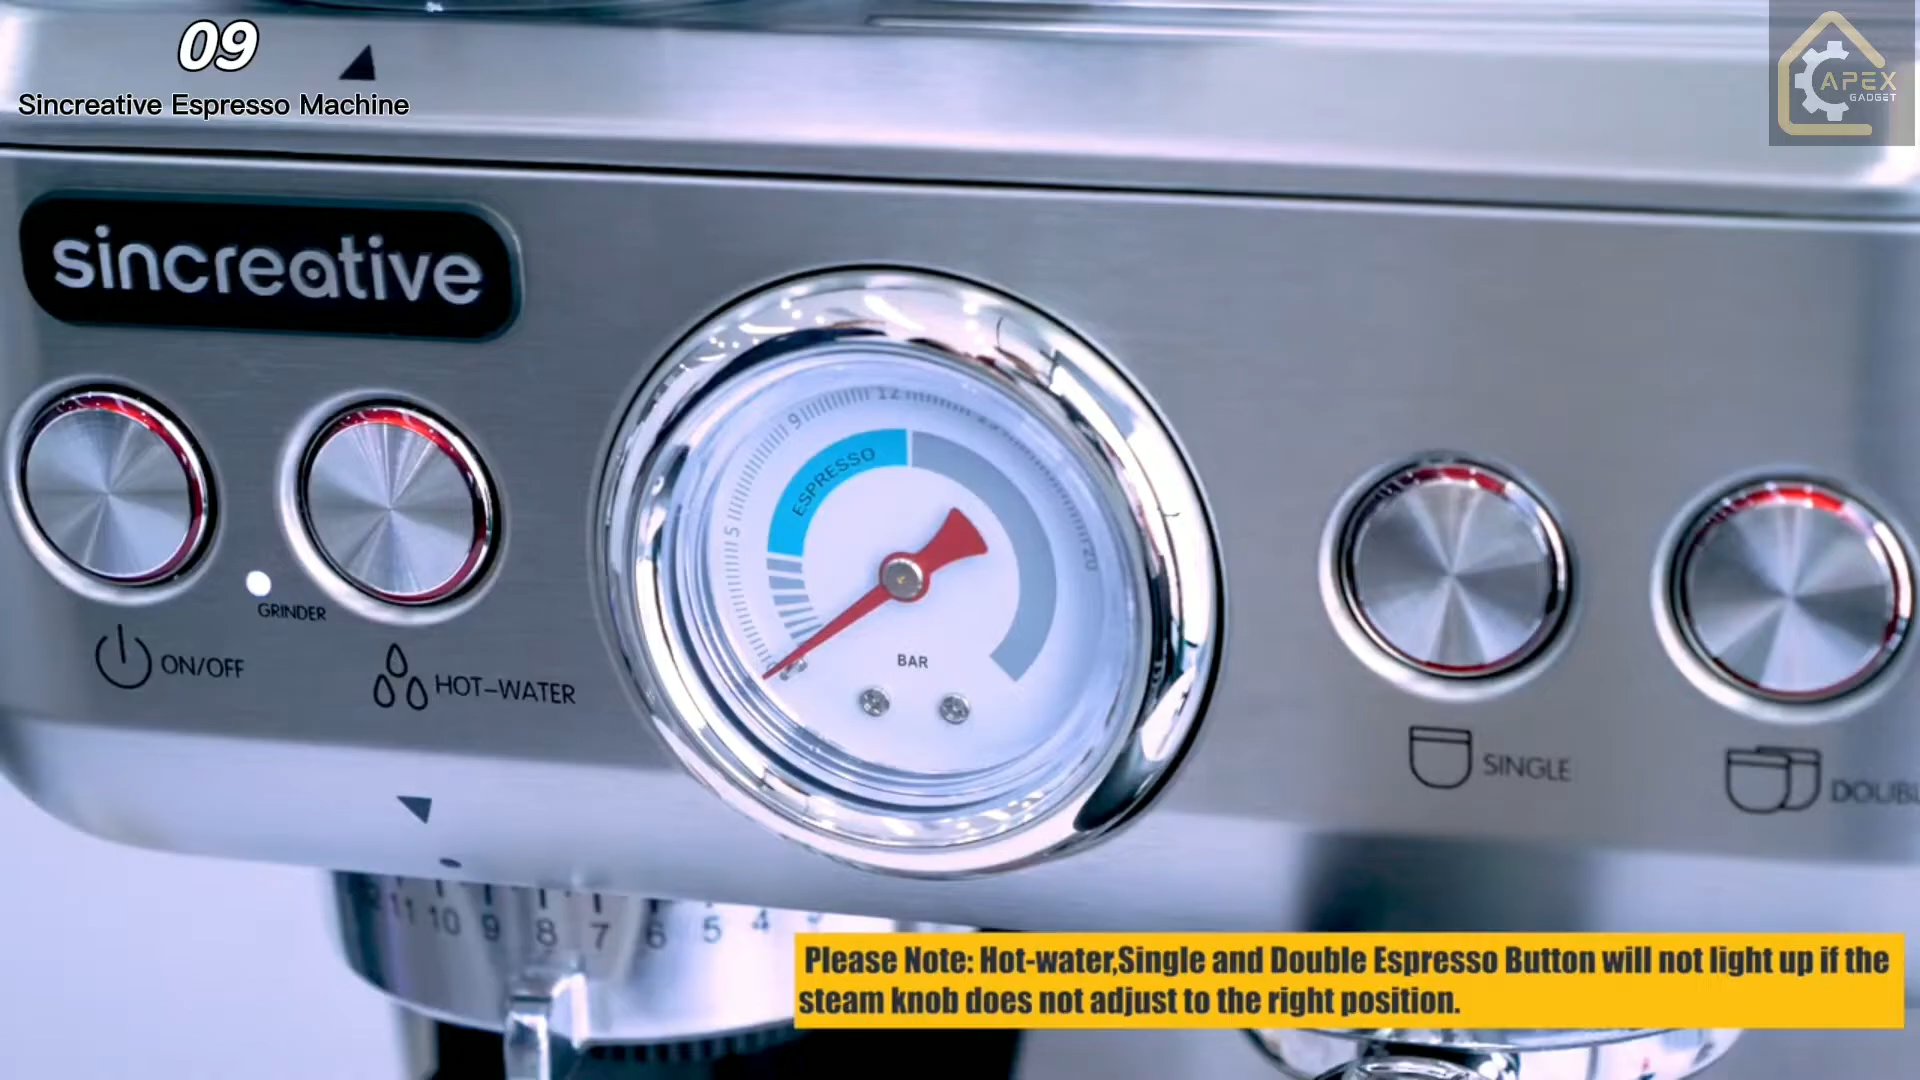 09
Sincreative Espresso Machine
APEX
GADGET
sincreative
12
9
ESPRESSO
5
20
0
BAR
GRINDER
ON/OFF
HOT-WATER
SINGLE
11 10 9 8 7 6 5 4
Please Note: Hot-water,Single and Double Espresso Button will not light up if the
steam knob does not adjust to the right position.